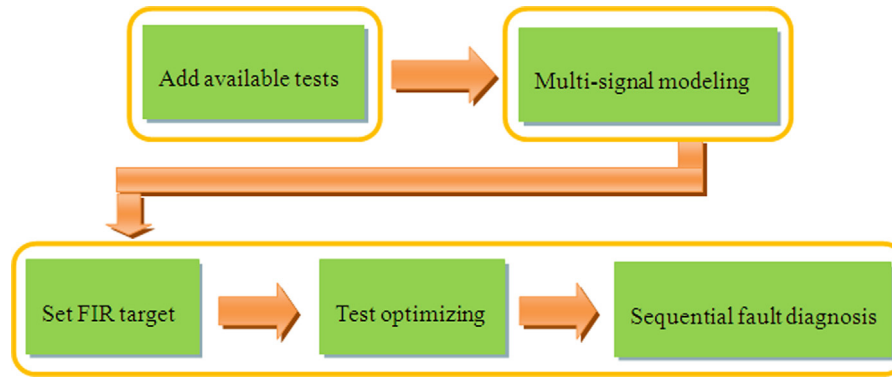 Add available tests
Multi-signal modeling
Set FIR target
Test optimizing
Sequential fault diagnosis